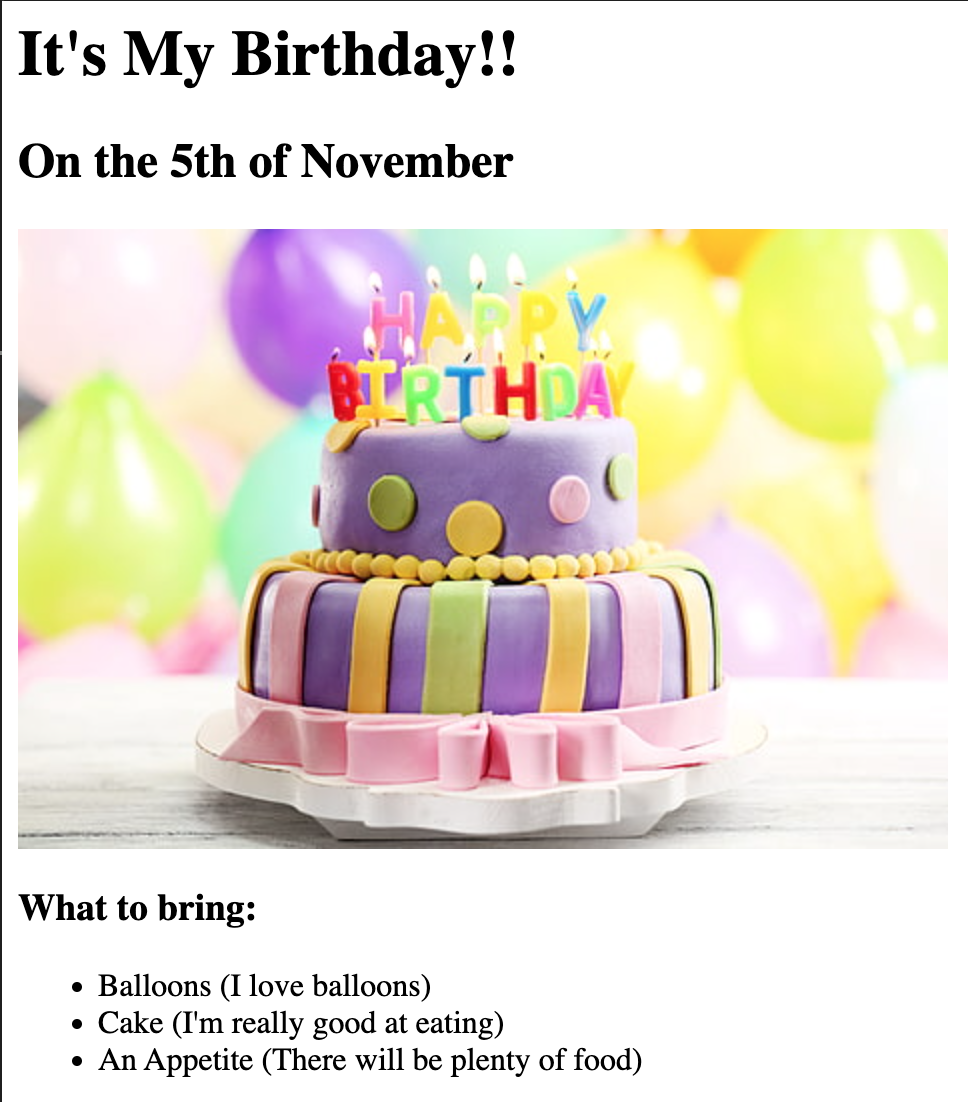 It's My Birthday!!
On the 5th of November
HAPPY
BIRTHDAY
What to bring:
Balloons (I love balloons)
Cake (I'm really good at eating)
An Appetite (There will be plenty of food)